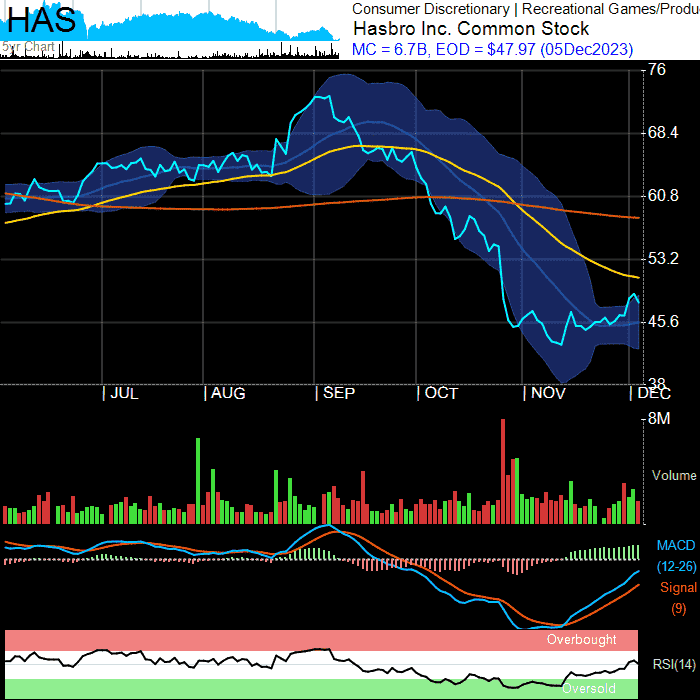 HAS
5yr Chart
Consumer Discretionary | Recreational Games/Produ
Hasbro Inc. Common Stock
MC = 6.7B, EOD = $47.97 (05Dec2023)
76
68.4
60.8
53.2
45.6
38
JUL AUG SEP OCT NOV DEC
8M
Volume
MACD
(12-26)
Signal
(9)
Overbought
RSI(14)
Oversold